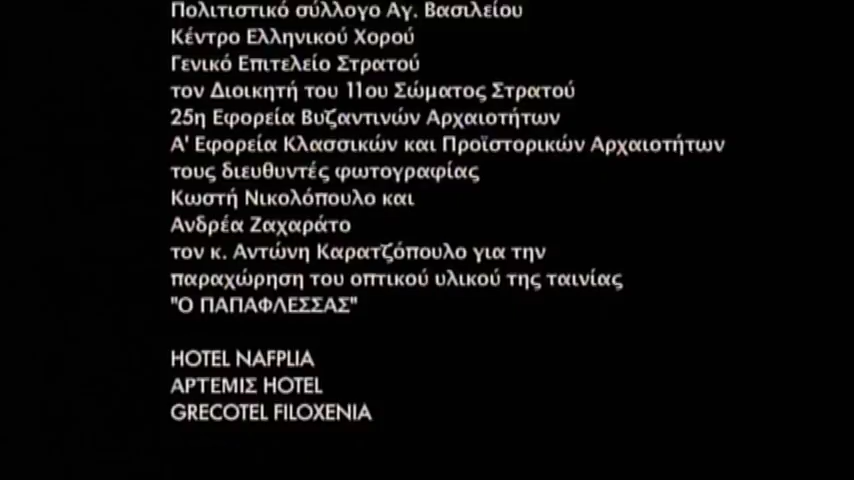 Πολιτιστικό σύλλογο Αγ. Βασιλείου
Κέντρο Ελληνικού Χορού
Γενικό Επιτελείο Στρατού
τον Διοικητή του 11ου Σώματος Στρατού
25η Εφορεία Βυζαντινών Αρχαιοτήτων
Α' Εφορεία Κλασσικών και Προϊστορικών Αρχαιοτήτων
τους διευθυντές φωτογραφίας
Κωστή Νικολόπουλο και
Ανδρέα Ζαχαράτο
τον κ. Αντώνη Καρατζόπουλο για την
παραχώρηση του οπτικού υλικού της ταινίας
"Ο ΠΑΠΑΦΛΕΣΣΑΣ"
HOTEL NAFPLIA
ΑΡΤΕΜΙΣ HOTEL
GRECOTEL FILOXENIA